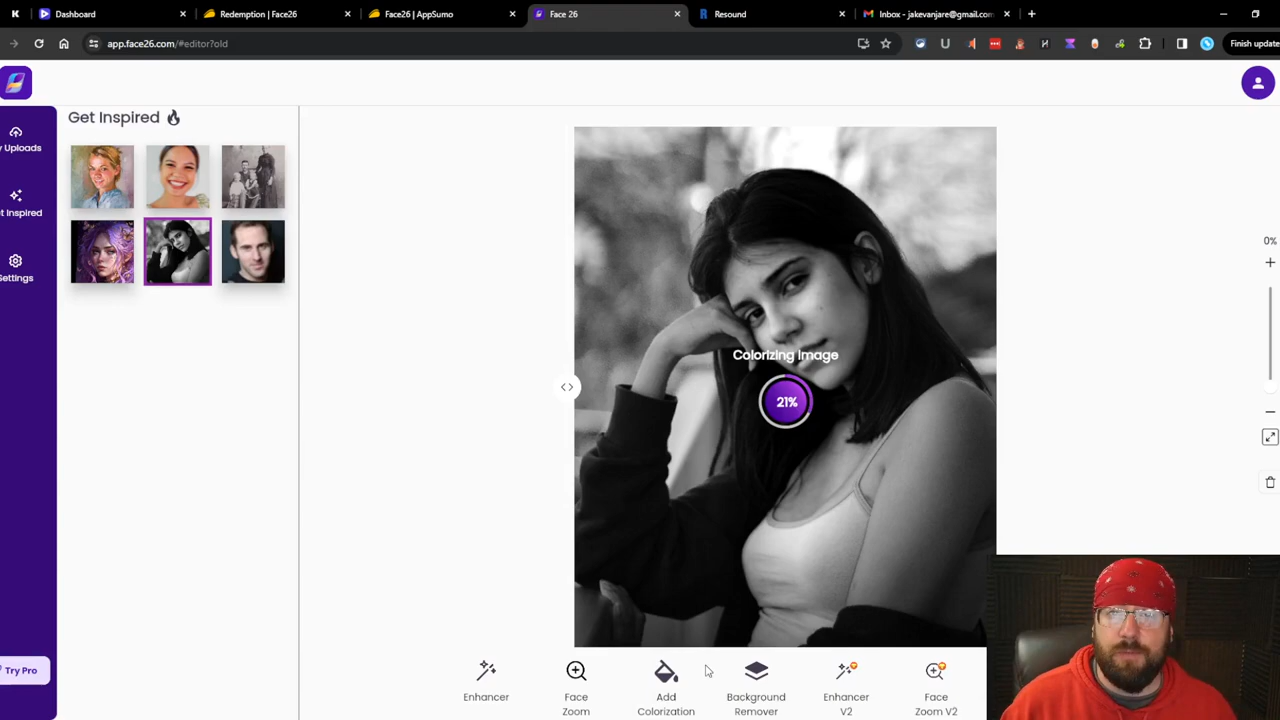 Dashboard
Redemption | Face26
Face26 | AppSumo
Face 26
Resound
Inbox - jakevanjare@gmail.com
app.face26.com/#editor?old
Finish update
Get Inspired 🔥
y Uploads
t Inspired
Settings
Try Pro
Colorizing Image
21%
0%
Enhancer
Face
Zoom
Add
Colorization
Background
Remover
Enhancer
V2
Face
Zoom V2